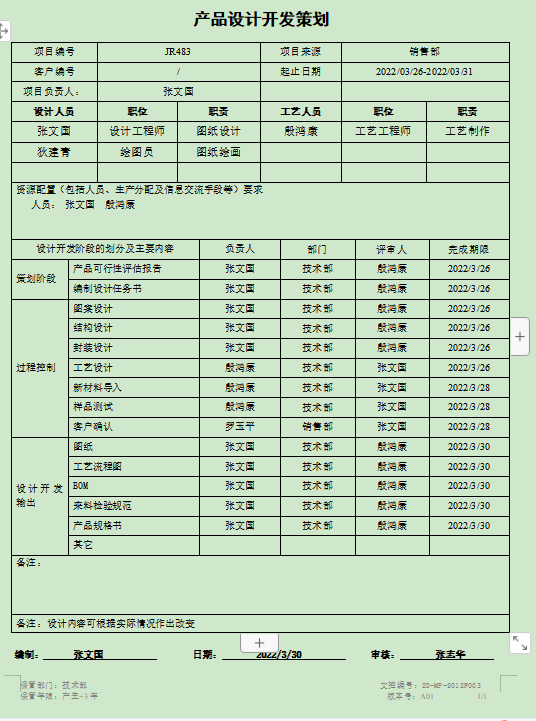 产品设计开发策划
项目编号 JR483 项目来源 销售部
客户编号 / 起止日期 2022/03/26-2022/03/31
项目负责人： 张文国
设计人员 职位 职责 工艺人员 职位 职责
张文国 设计工程师 图纸设计 殷鸿康 工艺工程师 工艺制作
狄建青 绘图员 图纸绘画
资源配置（包括人员、生产分配及信息交流手段等）要求
人员： 张文国 殷鸿康
设计开发阶段的划分及主要内容 负责人 部门 评审人 完成期限
策划阶段 产品可行性评估报告 张文国 技术部 殷鸿康 2022/3/26
编制设计任务书 张文国 技术部 殷鸿康 2022/3/26
过程控制 图案设计 张文国 技术部 殷鸿康 2022/3/26
结构设计 张文国 技术部 殷鸿康 2022/3/26
封装设计 张文国 技术部 殷鸿康 2022/3/26
工艺设计 殷鸿康 技术部 张文国 2022/3/26
新材料导入 殷鸿康 技术部 张文国 2022/3/28
样品测试 殷鸿康 技术部 张文国 2022/3/28
客户确认 罗玉平 销售部 张文国 2022/3/28
设计开发输出 图纸 张文国 技术部 殷鸿康 2022/3/30
工艺流程图 张文国 技术部 殷鸿康 2022/3/30
BOM 张文国 技术部 殷鸿康 2022/3/30
来料检验规范 张文国 技术部 殷鸿康 2022/3/30
产品规格书 张文国 技术部 殷鸿康 2022/3/30
其它
备注：
备注：设计内容可根据实际情况作出改变
编制： 张文国 日期： 2022/3/30 审核： 张志华
保管部门：技术部 文控编号：ZD-MP-2012F003
保管年限：产生+3 年 版本号：A01 1/1